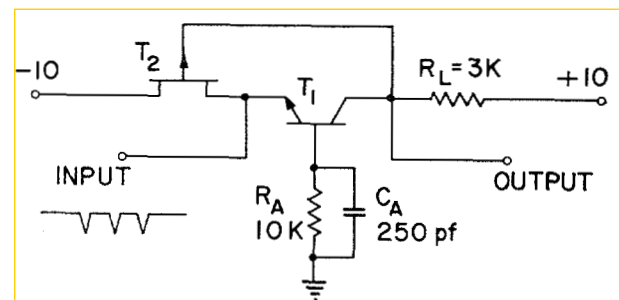 -10
T2
T1
RL=3K
+10
INPUT
RA
10K
CA
250 pf
OUTPUT